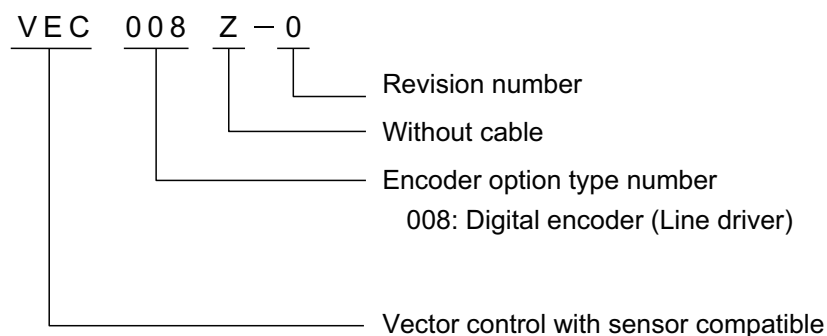 VEC 008 Z – 0
Revision number
Without cable
Encoder option type number
008: Digital encoder (Line driver)
Vector control with sensor compatible